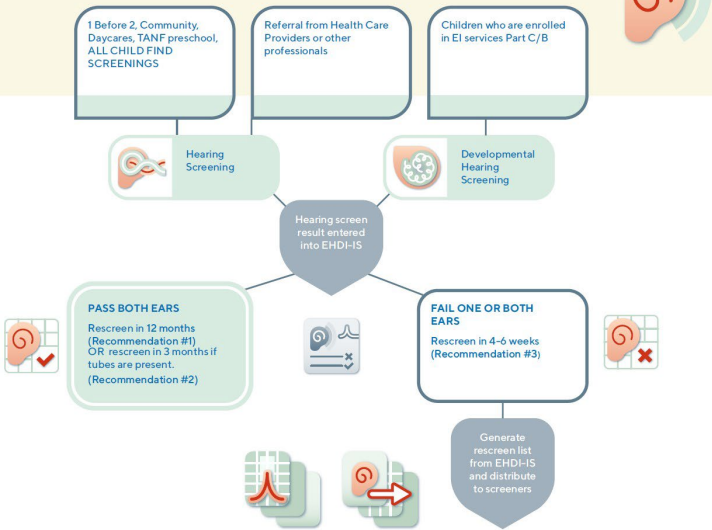 1 Before 2, Community,
Daycares, TANF preschool,
ALL CHILD FIND
SCREENINGS
Referral from Health Care
Providers or other
professionals
Children who are enrolled
in EI services Part C/B
Hearing
Screening
Developmental
Hearing
Screening
Hearing screen
result entered
into EHDI-IS
PASS BOTH EARS
Rescreen in 12 months
(Recommendation #1)
OR rescreen in 3 months if
tubes are present.
(Recommendation #2)
FAIL ONE OR BOTH
EARS
Rescreen in 4-6 weeks
(Recommendation #3)
Generate
rescreen list
from EHDI-IS
and distribute
to screeners